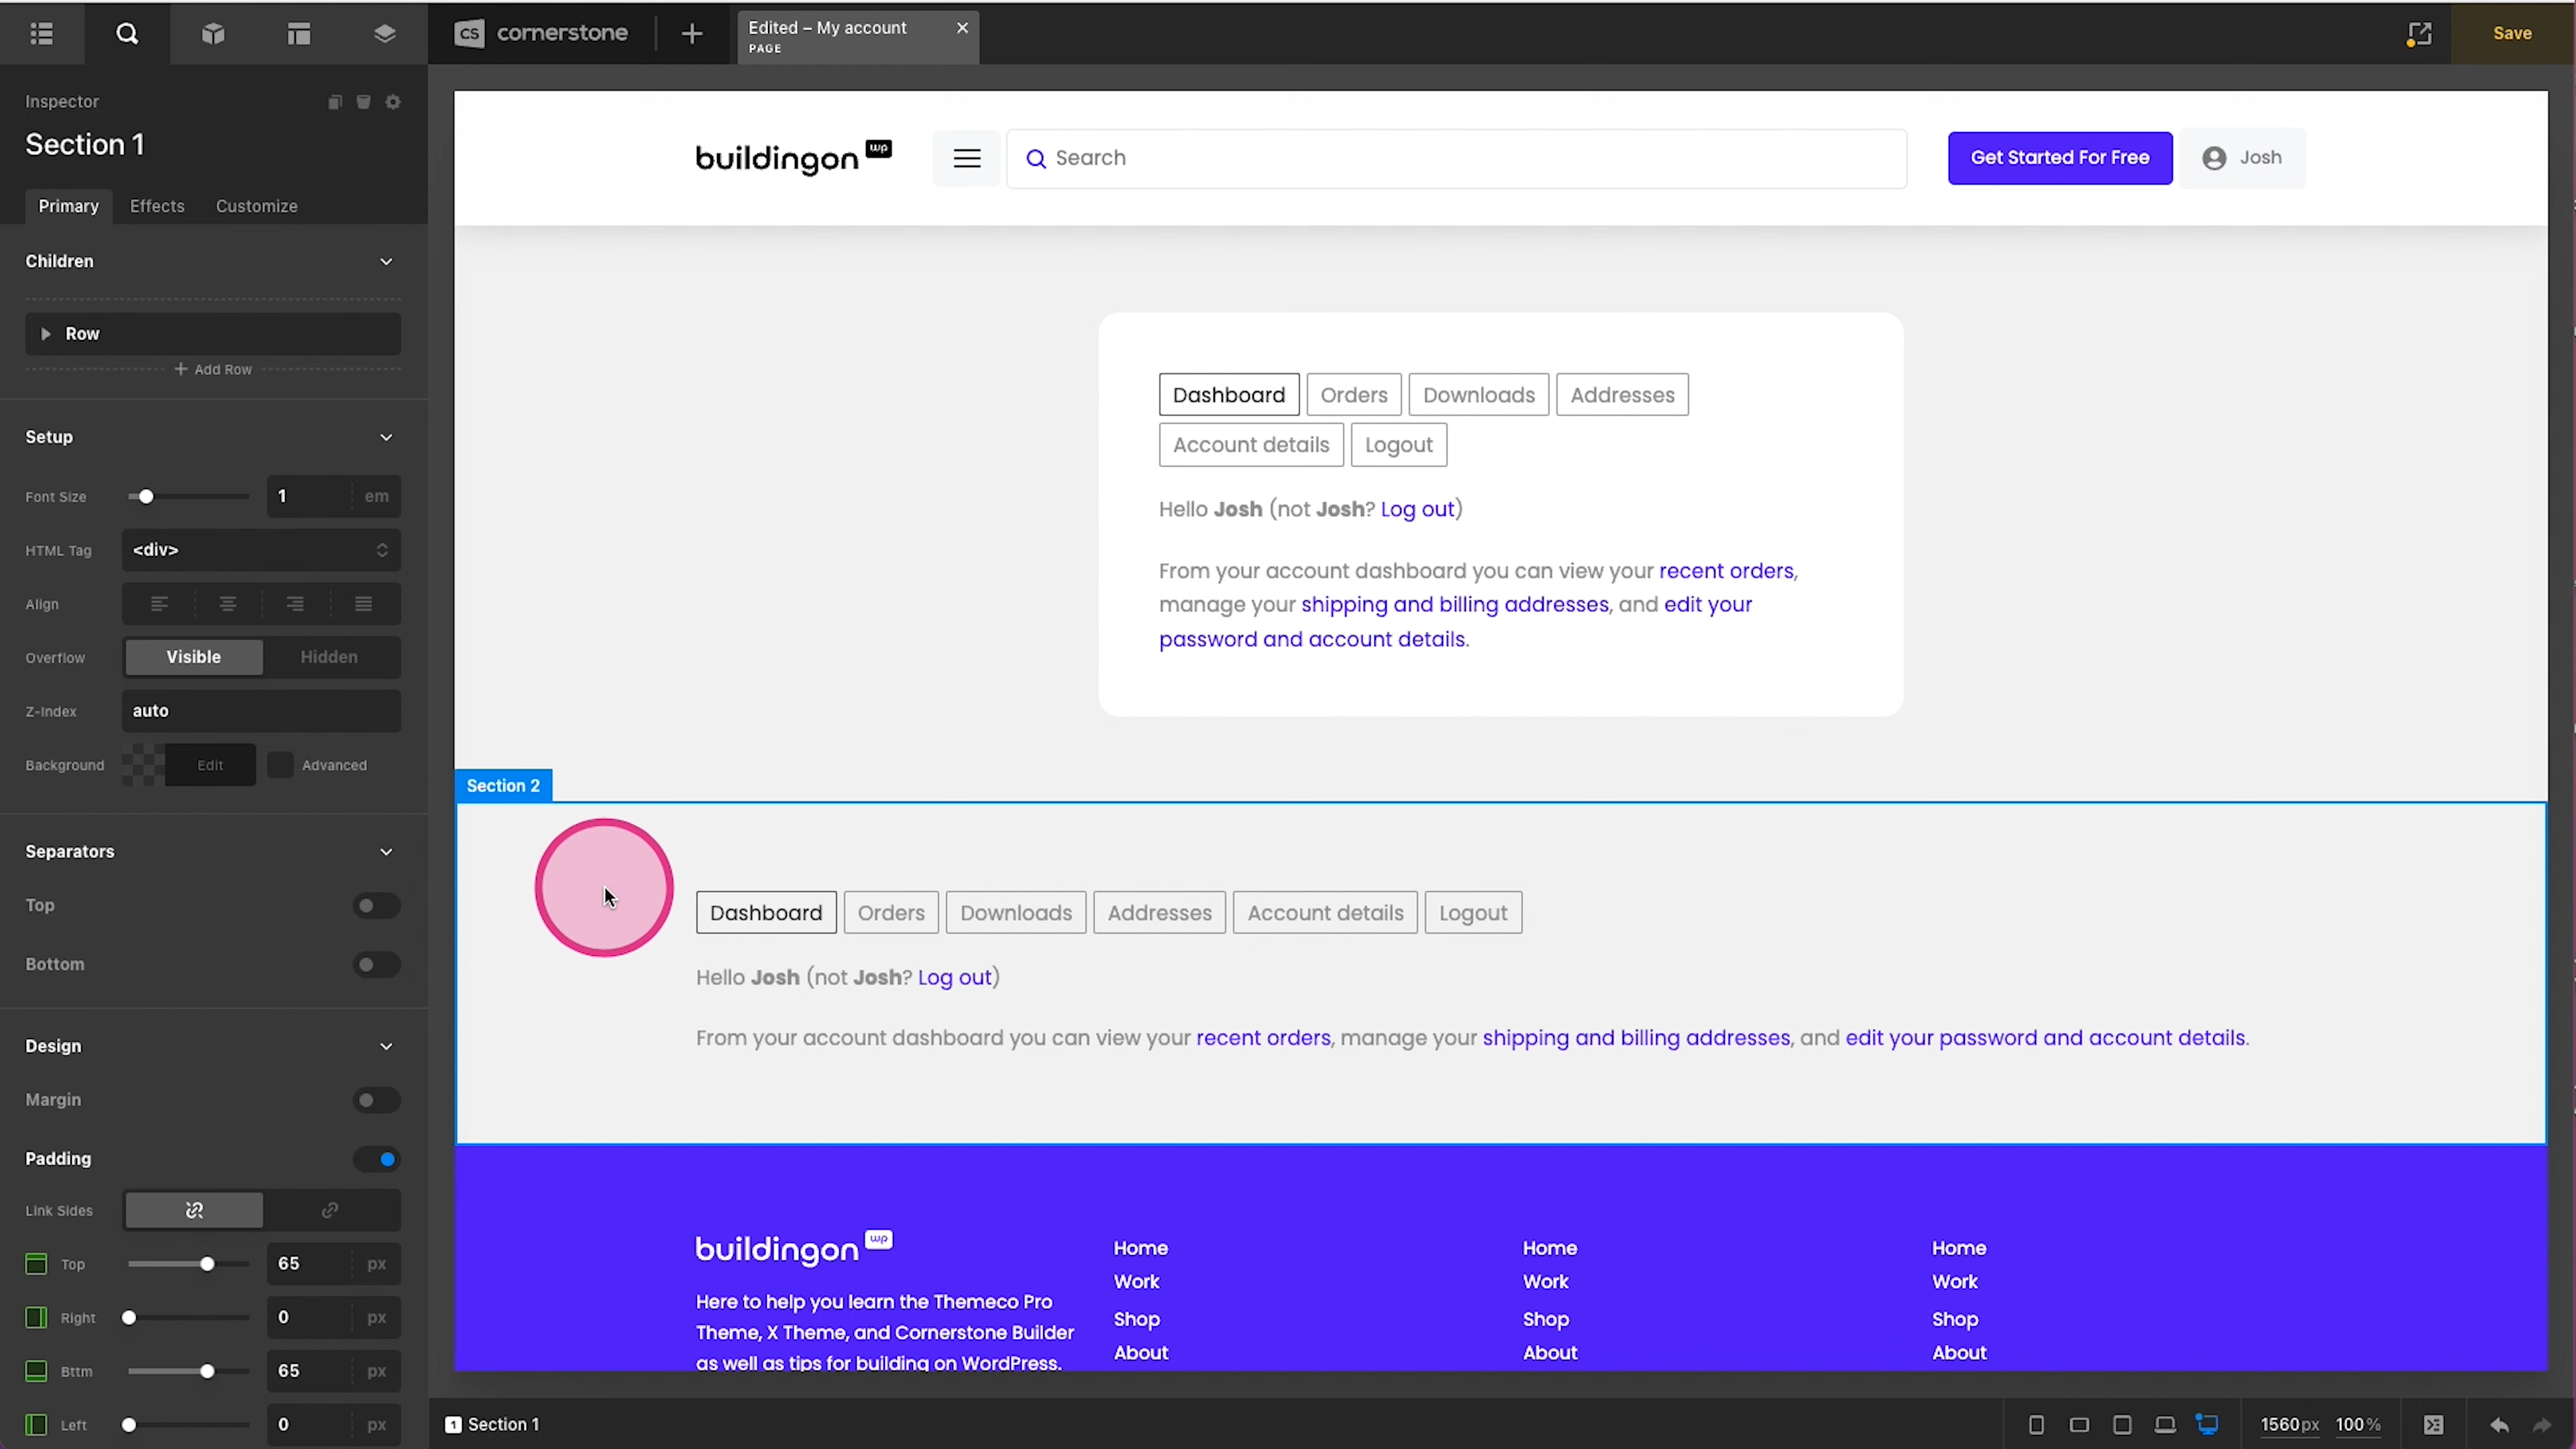 CS cornerstone
Edited – My account
PAGE
Save
Inspector
Section 1
Primary Effects Customize
Children
Row
+ Add Row
Setup
Font Size 1 em
HTML Tag <div>
Align
Overflow Visible Hidden
Z-Index auto
Background Edit Advanced
Separators
Top
Bottom
Design
Margin
Padding
Link Sides
Top 65 px
Right 0 px
Bttm 65 px
Left 0 px
buildingon wp
Search
Get Started For Free
Josh
Dashboard Orders Downloads Addresses
Account details Logout
Hello Josh (not Josh? Log out)
From your account dashboard you can view your recent orders,
manage your shipping and billing addresses, and edit your
password and account details.
Section 2
Dashboard Orders Downloads Addresses Account details Logout
Hello Josh (not Josh? Log out)
From your account dashboard you can view your recent orders, manage your shipping and billing addresses, and edit your password and account details.
buildingon wp
Here to help you learn the Themeco Pro
Theme, X Theme, and Cornerstone Builder
as well as tips for building on WordPress.
Home
Work
Shop
About
Home
Work
Shop
About
Home
Work
Shop
About
1 Section 1
1560px 100%